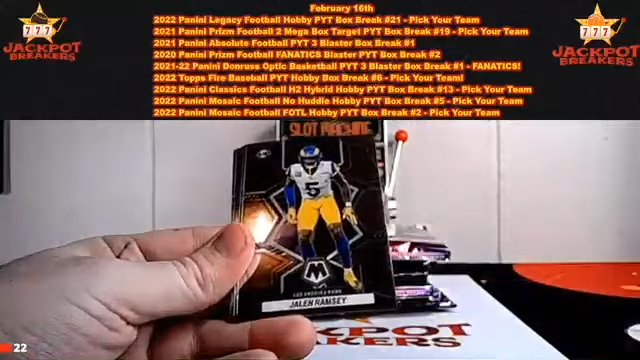 February 16th
2022 Panini Legacy Football Hobby PYT Box Break #21 - Pick Your Team
2021 Panini Prizm Football 2 Mega Box Target PYT Box Break #19 - Pick Your Team
2021 Panini Absolute Football PYT 3 Blaster Box Break #1
2020 Panini Prizm Football FANATICS Blaster PYT Box Break #2
2021-22 Panini Donruss Optic Basketball PYT 3 Blaster Box Break #1 - FANATICS!
2022 Topps Fire Baseball PYT Hobby Box Break #6 - Pick Your Team!
2022 Panini Classics Football H2 Hybrid Hobby PYT Box Break #13 - Pick Your Team
2022 Panini Mosaic Football No Huddle Hobby PYT Box Break #5 - Pick Your Team
2022 Panini Mosaic Football FOTL Hobby PYT Box Break #2 - Pick Your Team
777
JACKPOT
BREAKERS
777
JACKPOT
BREAKERS
SLOT MACHINE
5
M
LOS ANGELES RAMS
JALEN RAMSEY
JACKPOT
BREAKERS
22